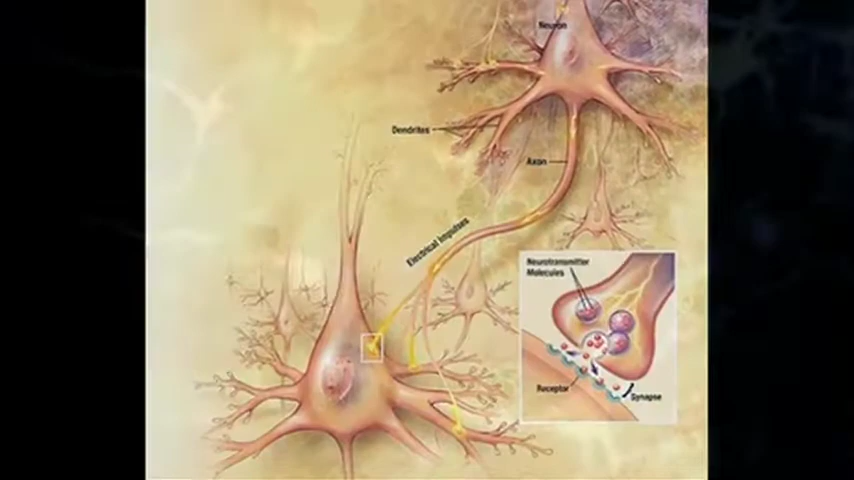 Neuron
Dendrites
Axon
Electrical Impulses
Neurotransmitter
Molecules
Receptor
Synapse